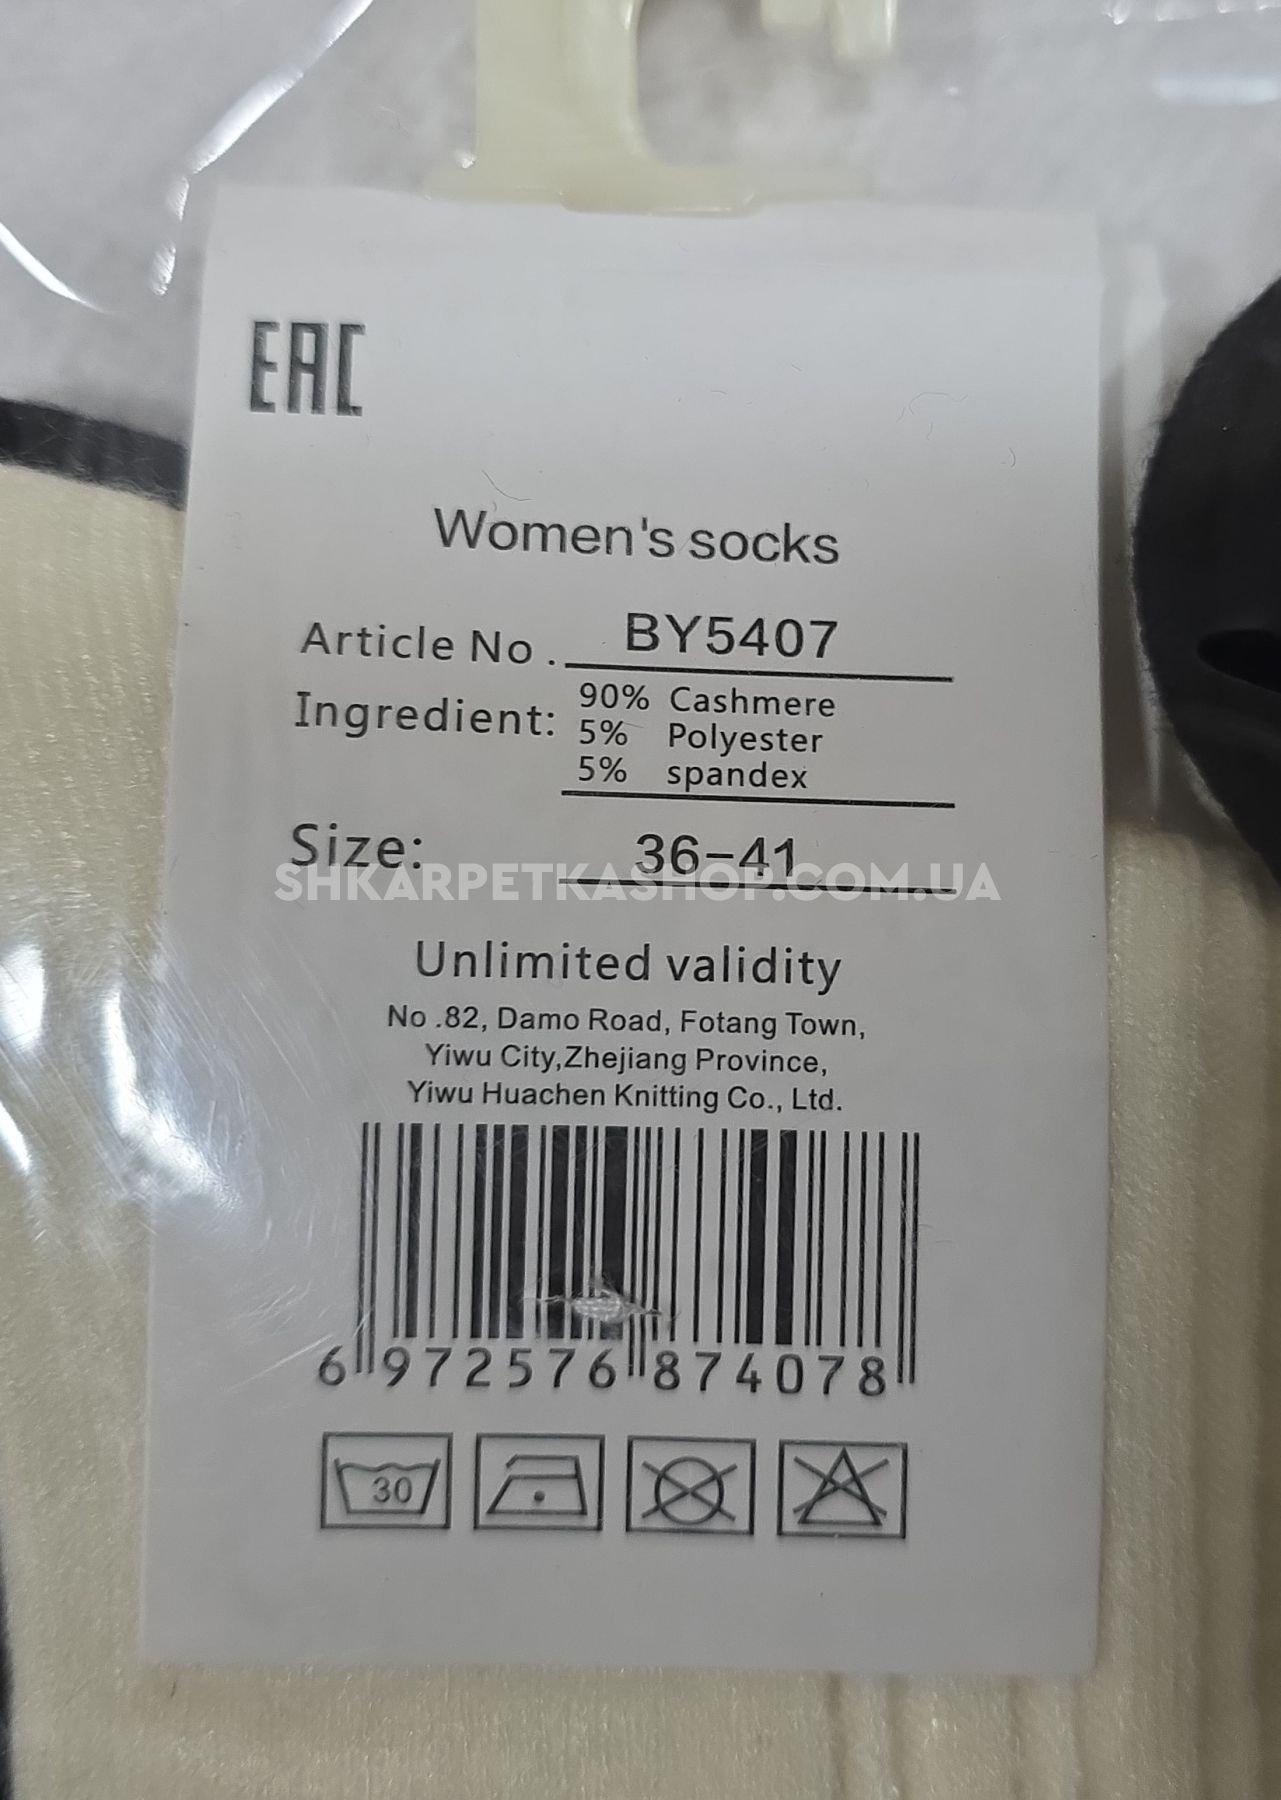 EAC
Women's socks
Article No . BY5407
Ingredient: 90% Cashmere
5% Polyester
5% spandex
Size: 36-41
SHKARPETKASHOP.COM.UA
Unlimited validity
No .82, Damo Road, Fotang Town,
Yiwu City,Zhejiang Province,
Yiwu Huachen Knitting Co., Ltd.
6 972576 874078
30